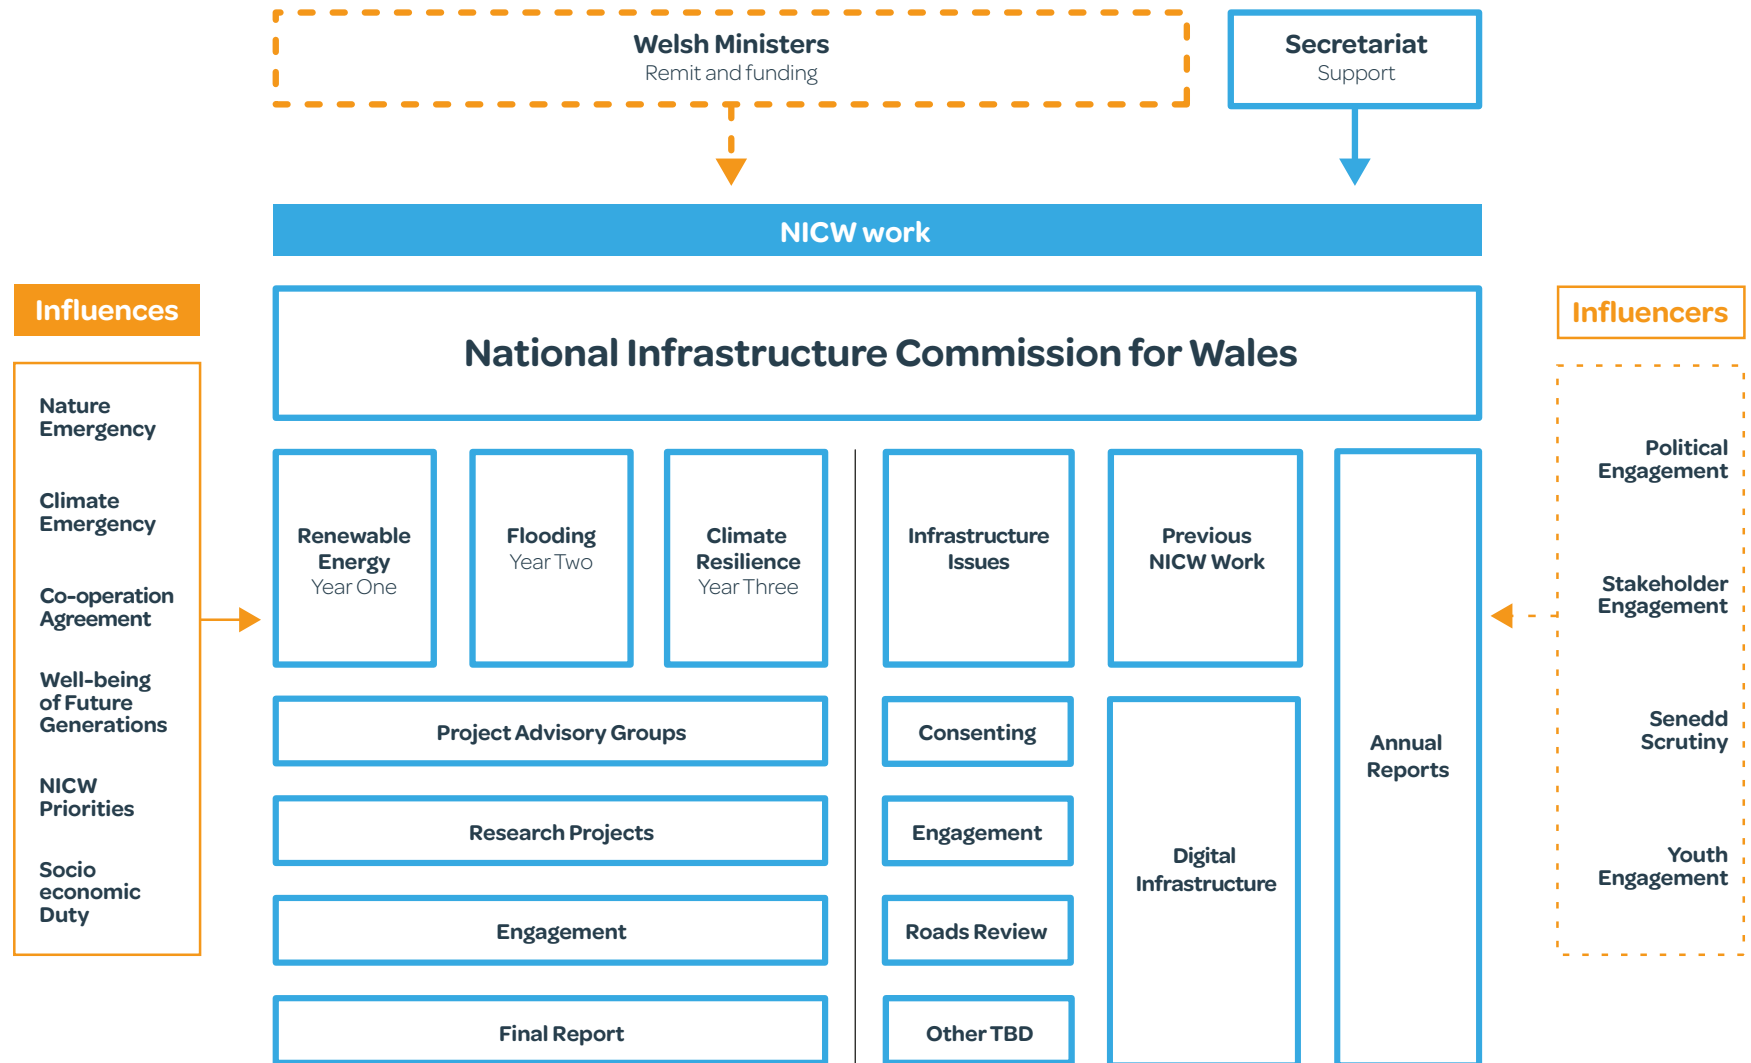 Welsh Ministers
Remit and funding
Secretariat
Support
NICW work
Influences
Nature
Emergency
Climate
Emergency
Co-operation
Agreement
Well-being
of Future
Generations
NICW
Priorities
Socio
economic
Duty
National Infrastructure Commission for Wales
Renewable
Energy
Year One
Flooding
Year Two
Climate
Resilience
Year Three
Project Advisory Groups
Research Projects
Engagement
Final Report
Infrastructure
Issues
Consenting
Engagement
Roads Review
Other TBD
Previous
NICW Work
Digital
Infrastructure
Annual
Reports
Influencers
Political
Engagement
Stakeholder
Engagement
Senedd
Scrutiny
Youth
Engagement